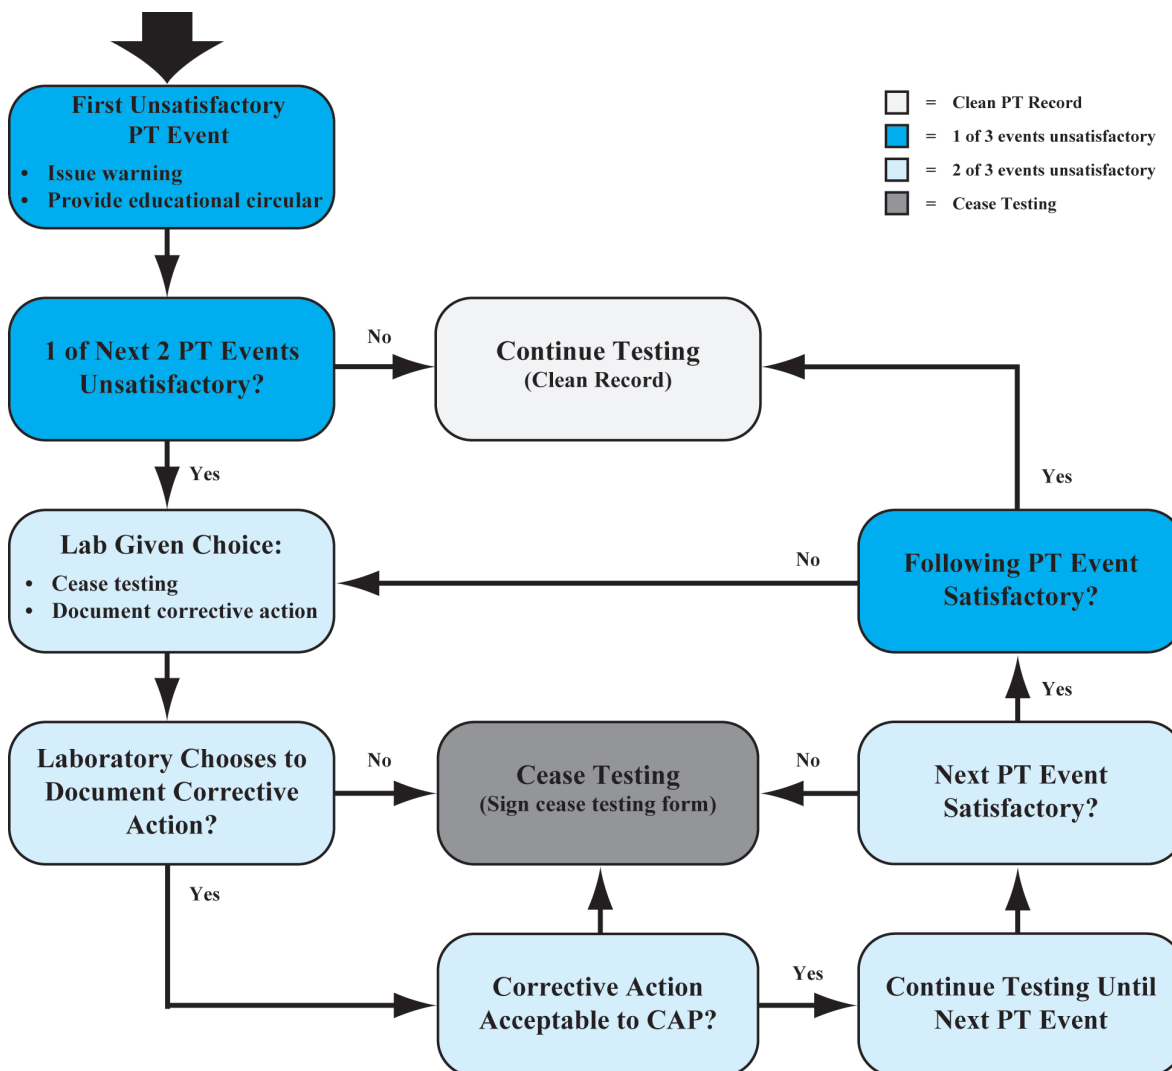 First Unsatisfactory
PT Event
• Issue warning
• Provide educational circular
= Clean PT Record
= 1 of 3 events unsatisfactory
= 2 of 3 events unsatisfactory
= Cease Testing
1 of Next 2 PT Events
Unsatisfactory?
No
Continue Testing
(Clean Record)
Yes
Yes
Lab Given Choice:
• Cease testing
• Document corrective action
No
Following PT Event
Satisfactory?
Yes
Laboratory Chooses to
Document Corrective
Action?
No
Cease Testing
(Sign cease testing form)
No
Next PT Event
Satisfactory?
Yes
Corrective Action
Acceptable to CAP?
Yes
Continue Testing Until
Next PT Event